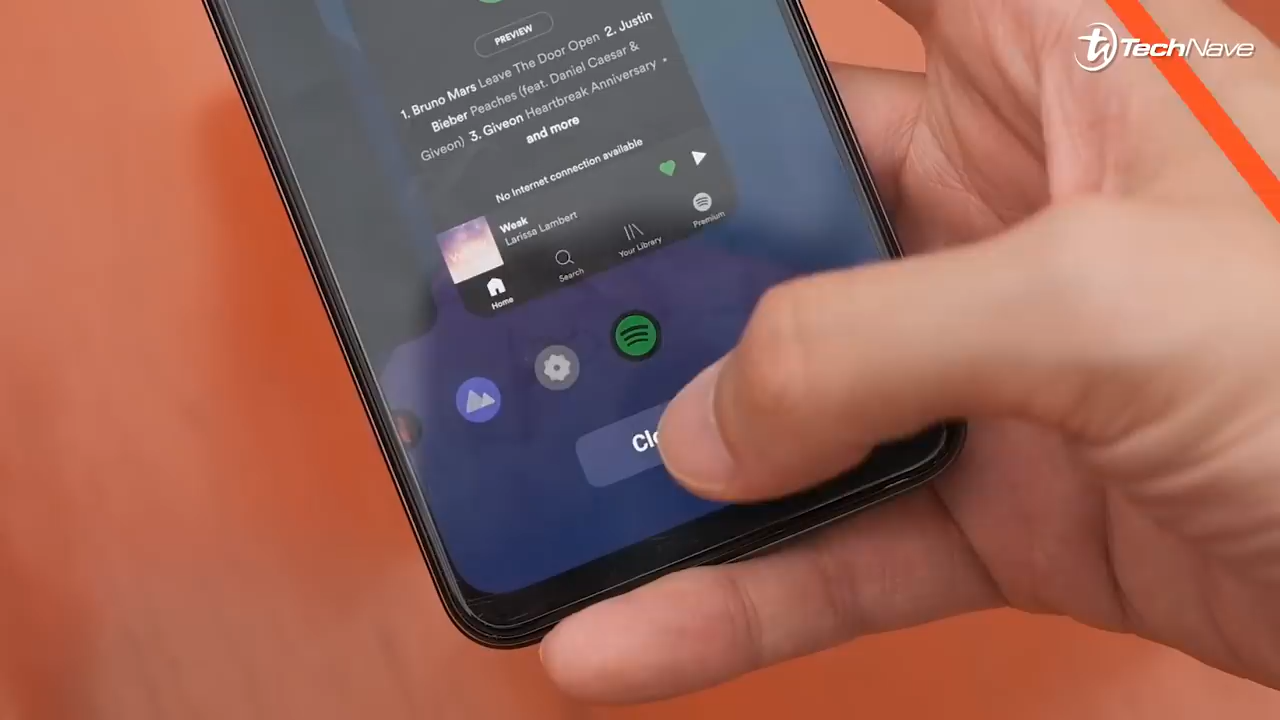 TechNave
PREVIEW
1. Bruno Mars Leave The Door Open 2. Justin
Bieber Peaches (feat. Daniel Caesar &
Giveon) 3. Giveon Heartbreak Anniversary •
and more
No Internet connection available
Weak
Larissa Lambert
Home
Search
Your Library
Premium